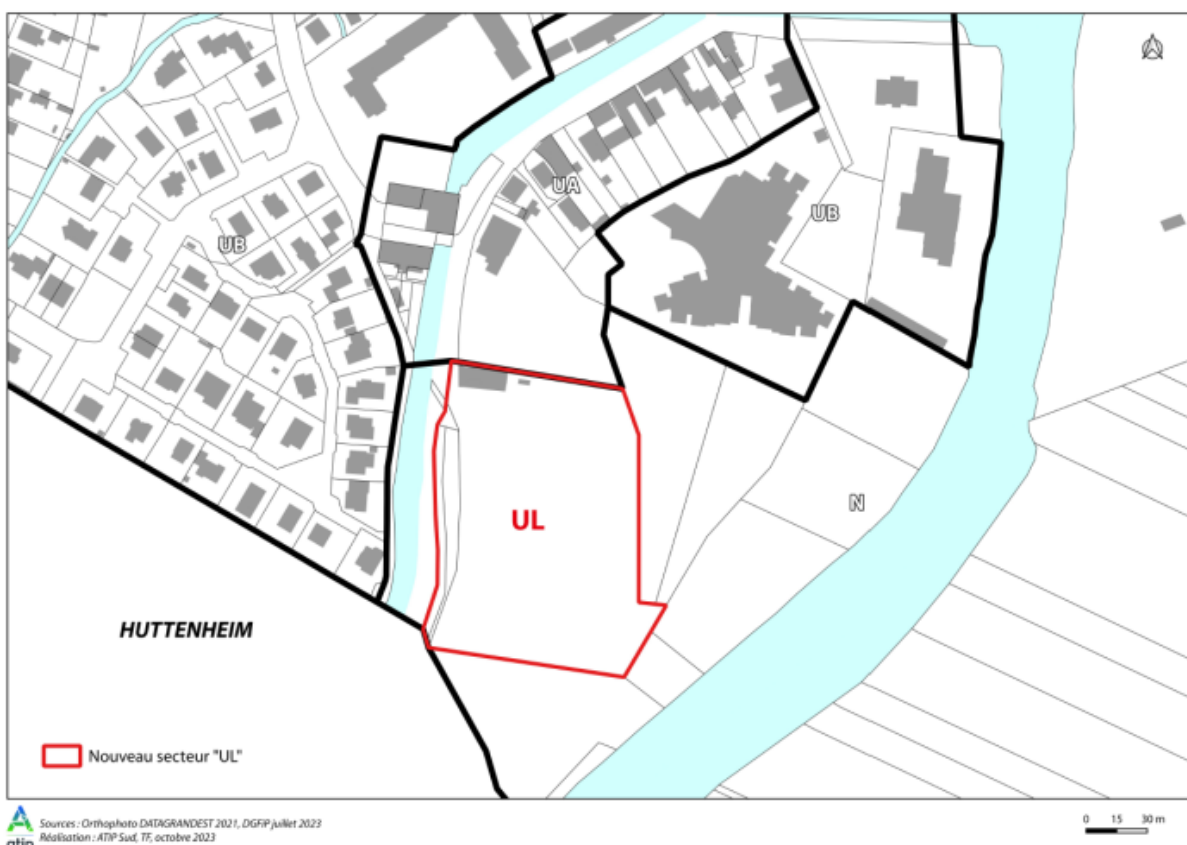 UA
UB
UB
UL
N
HUTTENHEIM
Nouveau secteur "UL"
Sources : Orthophoto DATAGRANDEST 2021, DGFiP juillet 2023
Réalisation : ATIP Sud, TF, octobre 2023
atip
0 15 30 m